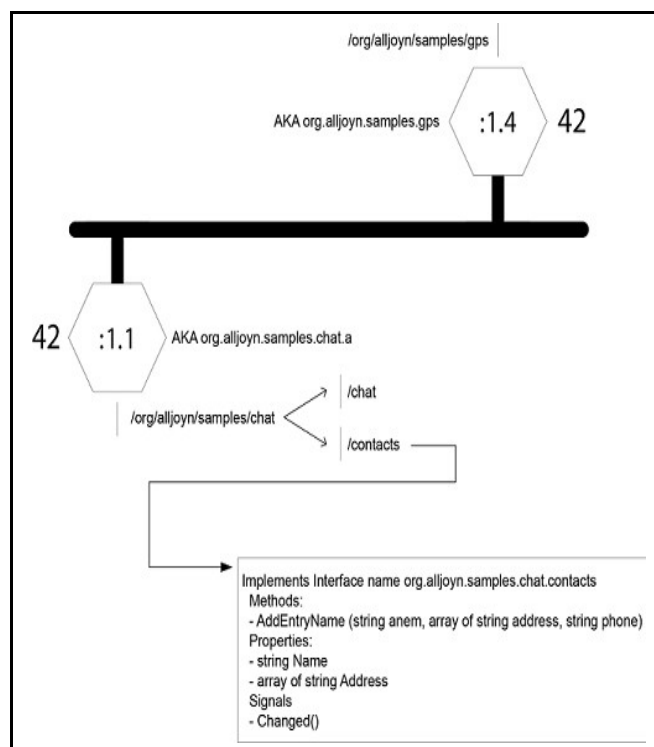 /org/alljoyn/samples/gps
AKA org.alljoyn.samples.gps
:1.4
42
42
:1.1
AKA org.alljoyn.samples.chat.a
/org/alljoyn/samples/chat
/chat
/contacts
Implements Interface name org.alljoyn.samples.chat.contacts
Methods:
- AddEntryName (string anem, array of string address, string phone)
Properties:
- string Name
- array of string Address
Signals
- Changed()